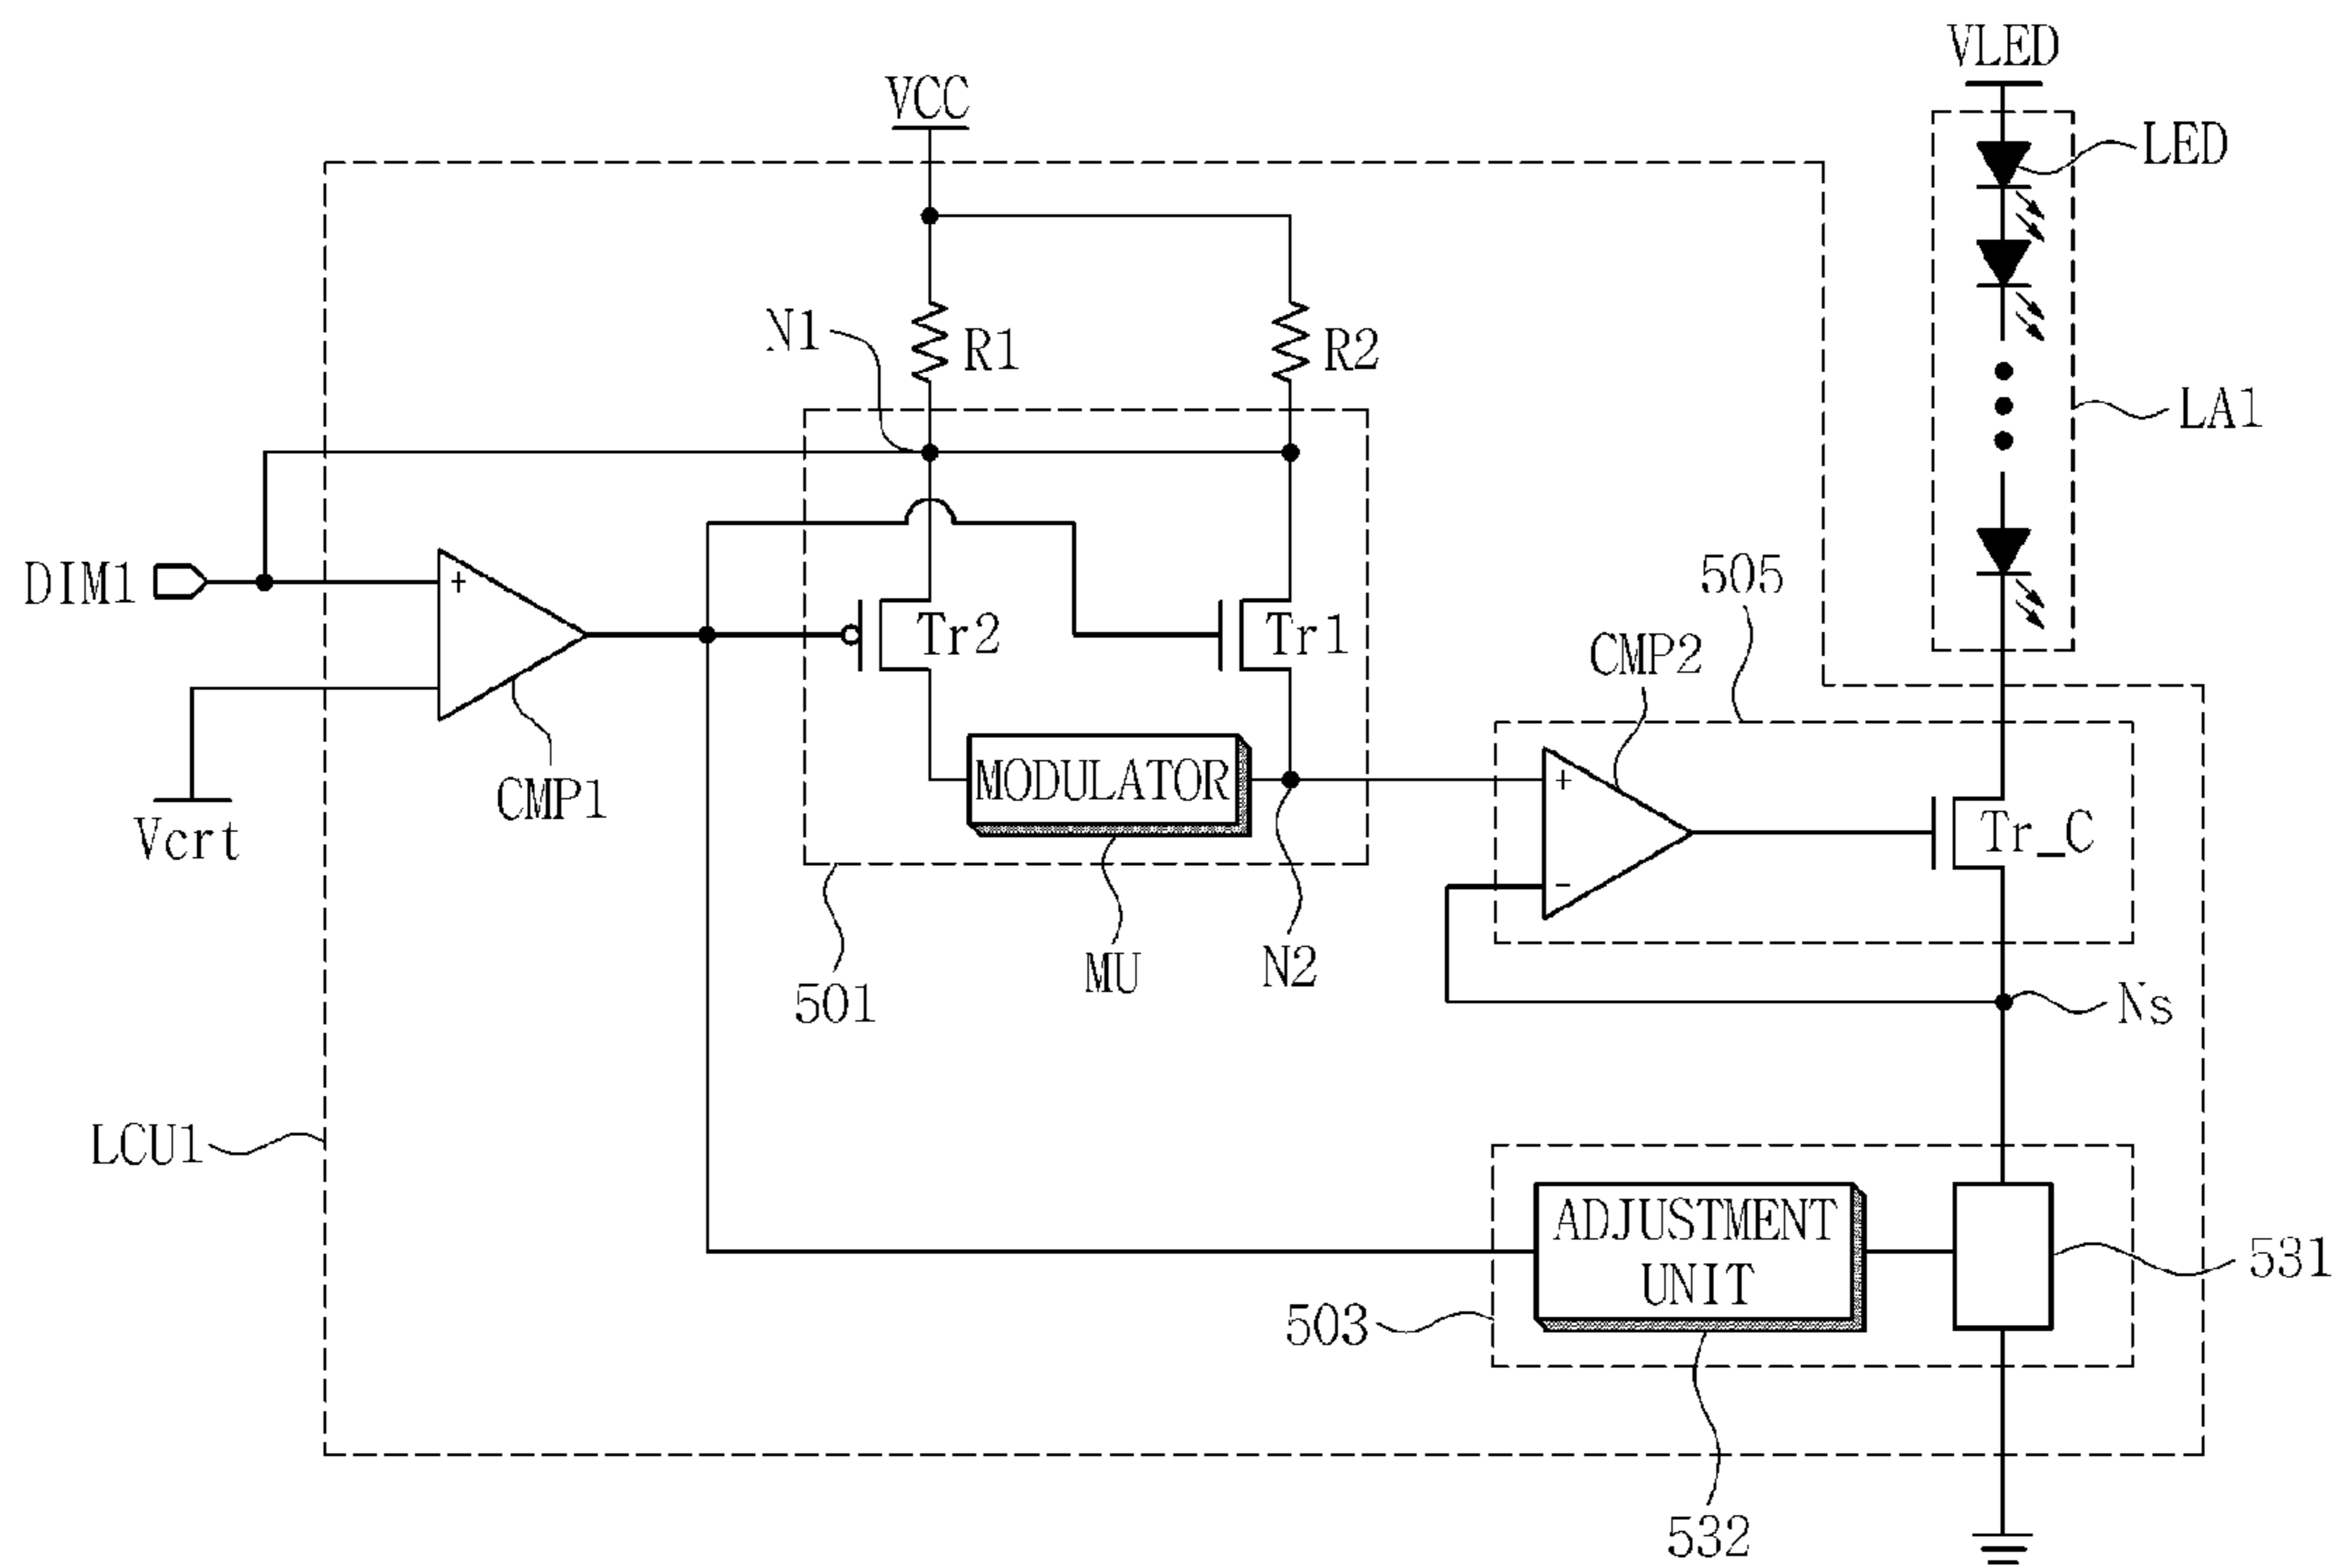 VLED
VCC
LED
N1
R1
R2
LA1
DIM1
+
Tr2
Tr1
505
CMP2
CMP1
MODULATOR
+
Vcrt
Tr_C
-
501
MU
N2
Ns
LCU1
ADJUSTMENT
UNIT
531
503
532